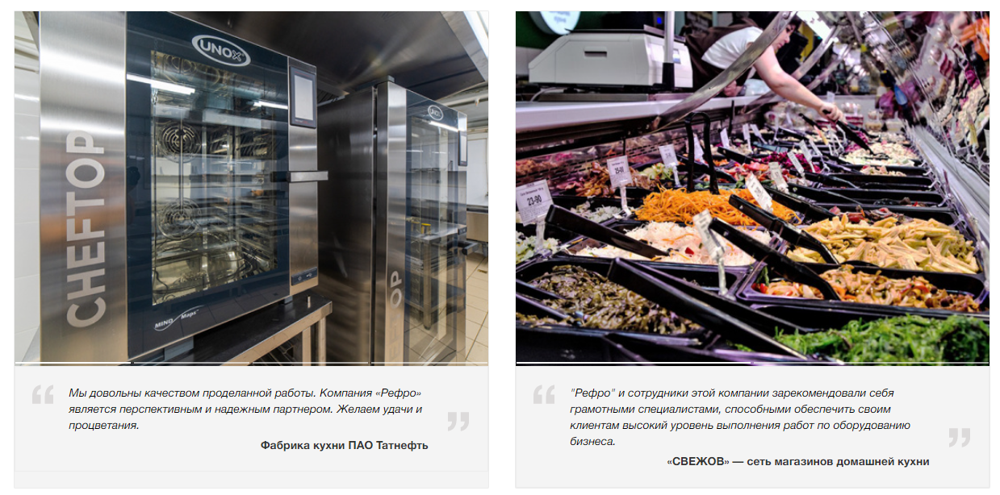 UNOX
CHEFTOP
MIND.Maps™
UNOX
OP
23-90
Мы довольны качеством проделанной работы. Компания «Рефро»
является перспективным и надежным партнером. Желаем удачи и
процветания.
Фабрика кухни ПАО Татнефть
"Рефро" и сотрудники этой компании зарекомендовали себя
грамотными специалистами, способными обеспечить своим
клиентам высокий уровень выполнения работ по оборудованию
бизнеса.
«СВЕЖОВ» — сеть магазинов домашней кухни